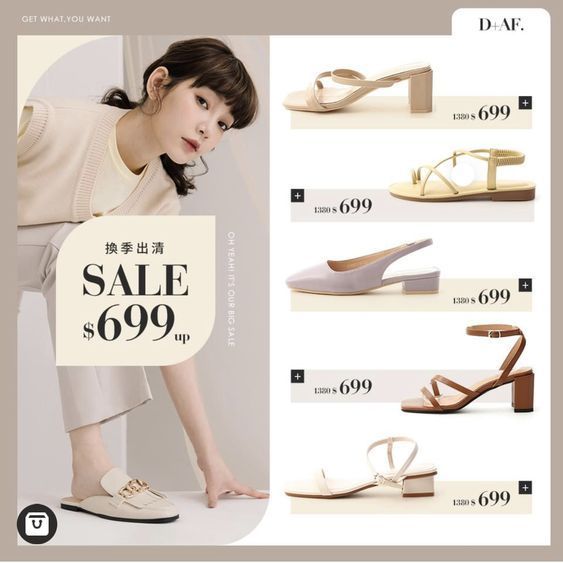 GET WHAT,YOU WANT
D+AF.
換季出清
SALE
$699up
OH YEAH! IT'S OUR BIG SALE
1380 $ 699
1380 $ 699
1380 $ 699
1380 $ 699
1380 $ 699